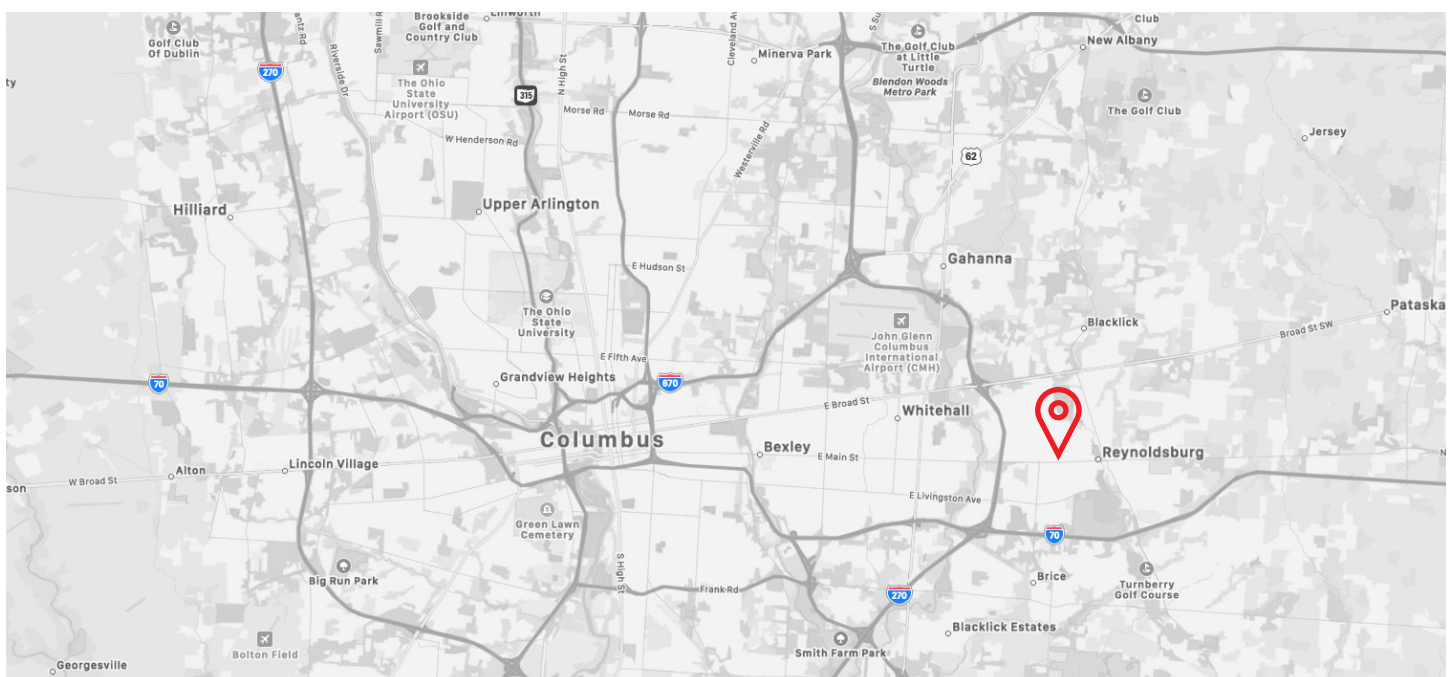 Golf Club
Of Dublin
Sawmill R
Brookside
Golf and
Country Club
Linworth
N High St
Cleveland Av
Minerva Park
The Golf Club
at Little
Turtle
Blendon Woods
Metro Park
S Su
Club
New Albany
270
Riverside Dr
The Ohio
State
University
Airport (OSU)
315
Morse Rd
Morse Rd
The Golf Club
ty
W Henderson Rd
Westerville Rd
62
Jersey
Hilliard
Upper Arlington
E Hudson St
Gahanna
The Ohio
State
University
John Glenn
Columbus
International
Airport (CMH)
Blacklick
Pataska
Broad St SW
E Fifth Ave
70
Grandview Heights
670
E Broad St
Whitehall
Columbus
Bexley
E Main St
Reynoldsburg
N
Alton
Lincoln Village
W Broad St
son
E Livingston Ave
Green Lawn
Cemetery
70
S High St
Big Run Park
Frank Rd
270
Brice
Turnberry
Golf Course
Blacklick Estates
Bolton Field
Smith Farm Park
Georgesville